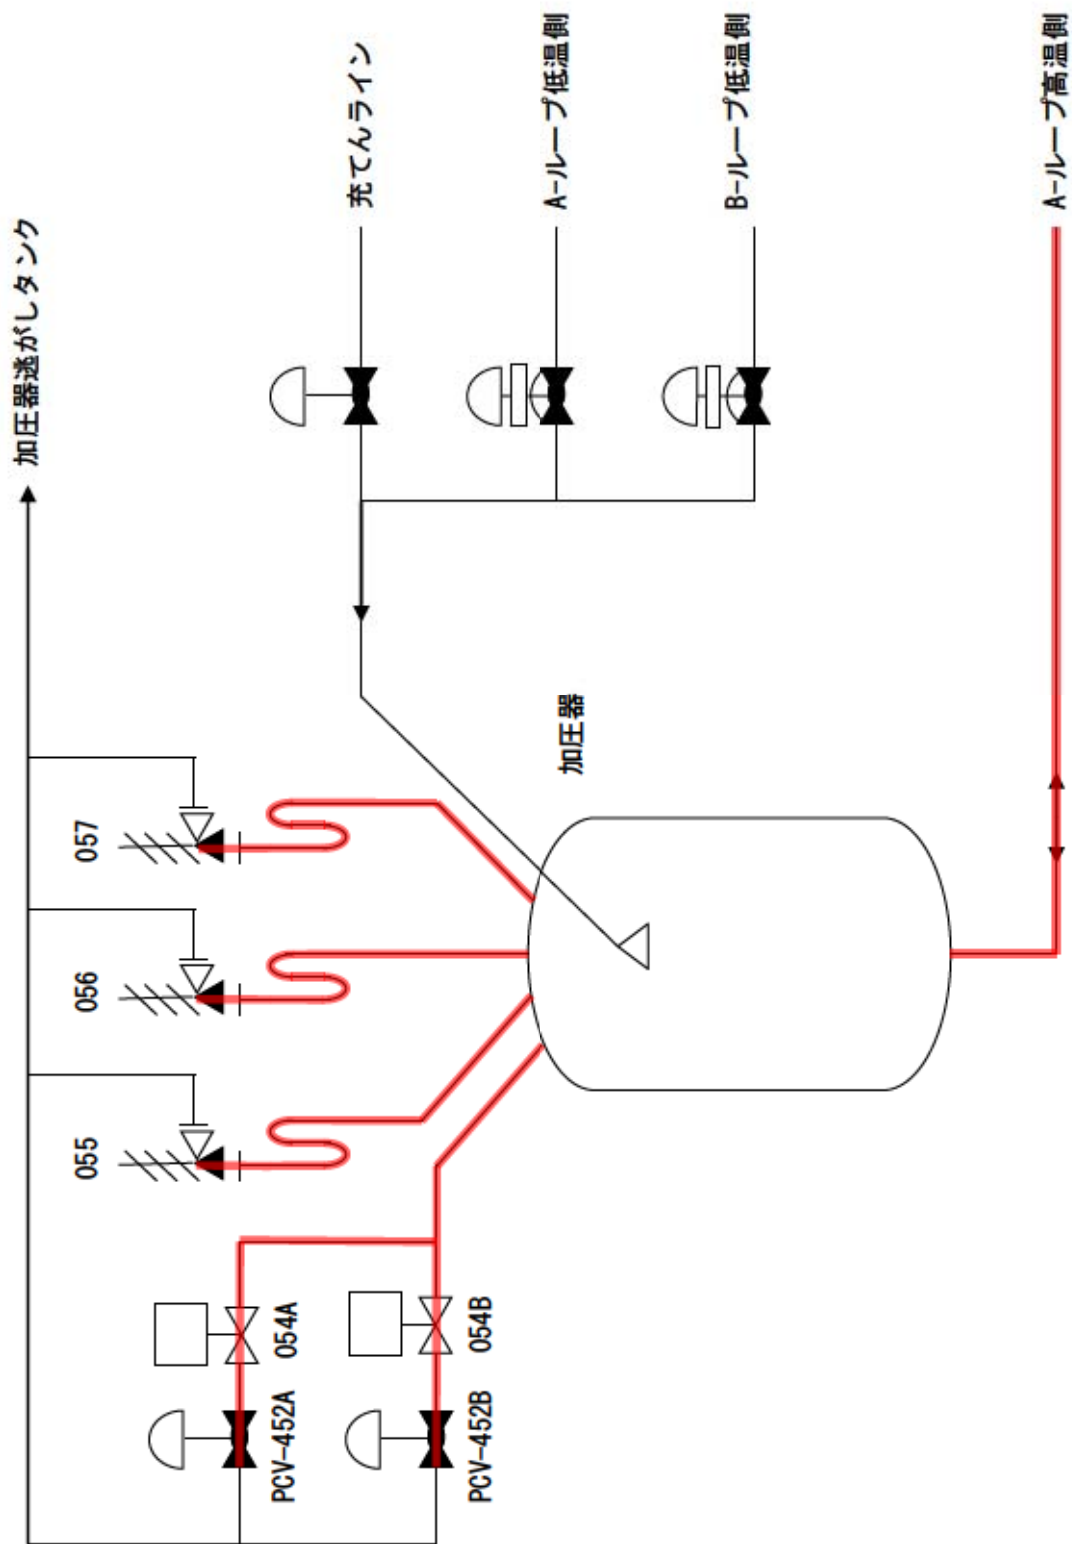 加圧器逃がしタンク
充てんライン
A-ループ低温側
B-ループ低温側
A-ループ高温側
加圧器
057
056
055
054A
054B
PCV-452A
PCV-452B